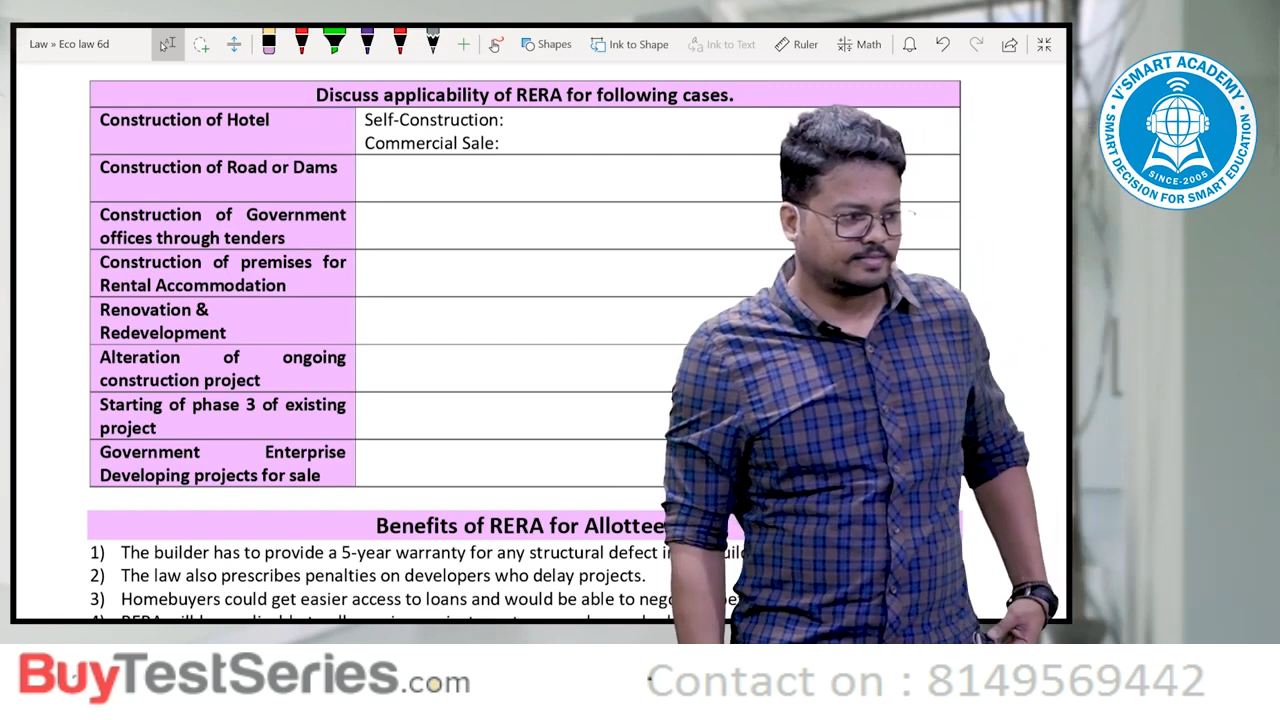 Law » Eco law 6d
Shapes
Ink to Shape
Ink to Text
Ruler
Math
Discuss applicability of RERA for following cases.
Construction of Hotel
Self-Construction:
Commercial Sale:
Construction of Road or Dams
Construction of Government
offices through tenders
Construction of premises for
Rental Accommodation
Renovation &
Redevelopment
Alteration of ongoing
construction project
Starting of phase 3 of existing
project
Government Enterprise
Developing projects for sale
Benefits of RERA for Allottee
1) The builder has to provide a 5-year warranty for any structural defect
2) The law also prescribes penalties on developers who delay projects.
3) Homebuyers could get easier access to loans and would be able to
V'SMART ACADEMY
SMART DECISION FOR SMART EDUCATION
SINCE-2005
BuyTestSeries.com
Contact on : 8149569442